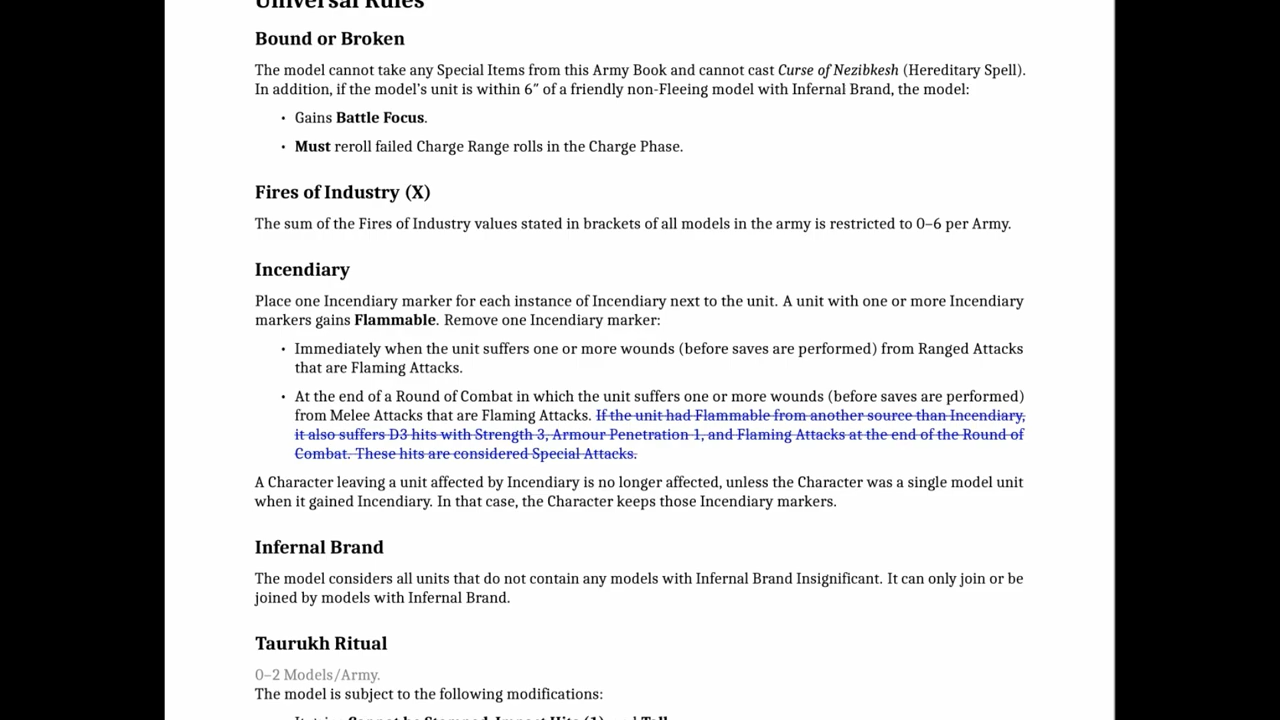 Universal Rules
Bound or Broken
The model cannot take any Special Items from this Army Book and cannot cast Curse of Nezibkesh (Hereditary Spell).
In addition, if the model's unit is within 6″ of a friendly non-Fleeing model with Infernal Brand, the model:
• Gains Battle Focus.
• Must reroll failed Charge Range rolls in the Charge Phase.
Fires of Industry (X)
The sum of the Fires of Industry values stated in brackets of all models in the army is restricted to 0–6 per Army.
Incendiary
Place one Incendiary marker for each instance of Incendiary next to the unit. A unit with one or more Incendiary
markers gains Flammable. Remove one Incendiary marker:
• Immediately when the unit suffers one or more wounds (before saves are performed) from Ranged Attacks
that are Flaming Attacks.
• At the end of a Round of Combat in which the unit suffers one or more wounds (before saves are performed)
from Melee Attacks that are Flaming Attacks. If the unit had Flammable from another source than Incendiary,
it also suffers D3 hits with Strength 3, Armour Penetration 1, and Flaming Attacks at the end of the Round of
Combat. These hits are considered Special Attacks.
A Character leaving a unit affected by Incendiary is no longer affected, unless the Character was a single model unit
when it gained Incendiary. In that case, the Character keeps those Incendiary markers.
Infernal Brand
The model considers all units that do not contain any models with Infernal Brand Insignificant. It can only join or be
joined by models with Infernal Brand.
Taurukh Ritual
0–2 Models/Army.
The model is subject to the following modifications:
Cannot be Stomped, Impact Hits (1), and Tall